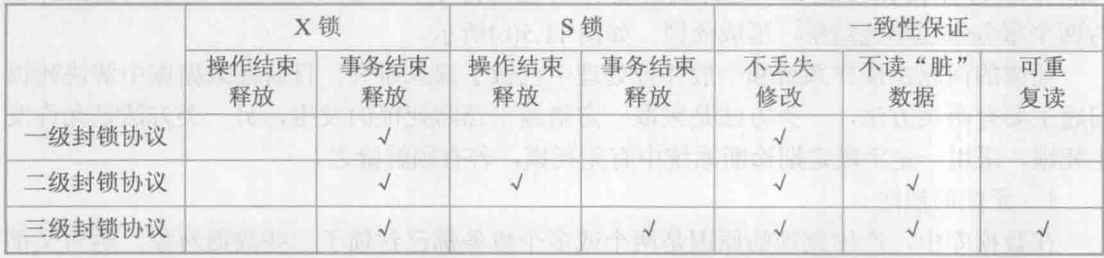 X 锁 S 锁 一致性保证
操作结束释放 事务结束释放 操作结束释放 事务结束释放 不丢失修改 不读“脏”数据 可重复读
一级封锁协议 √ √
二级封锁协议 √ √ √ √
三级封锁协议 √ √ √ √ √